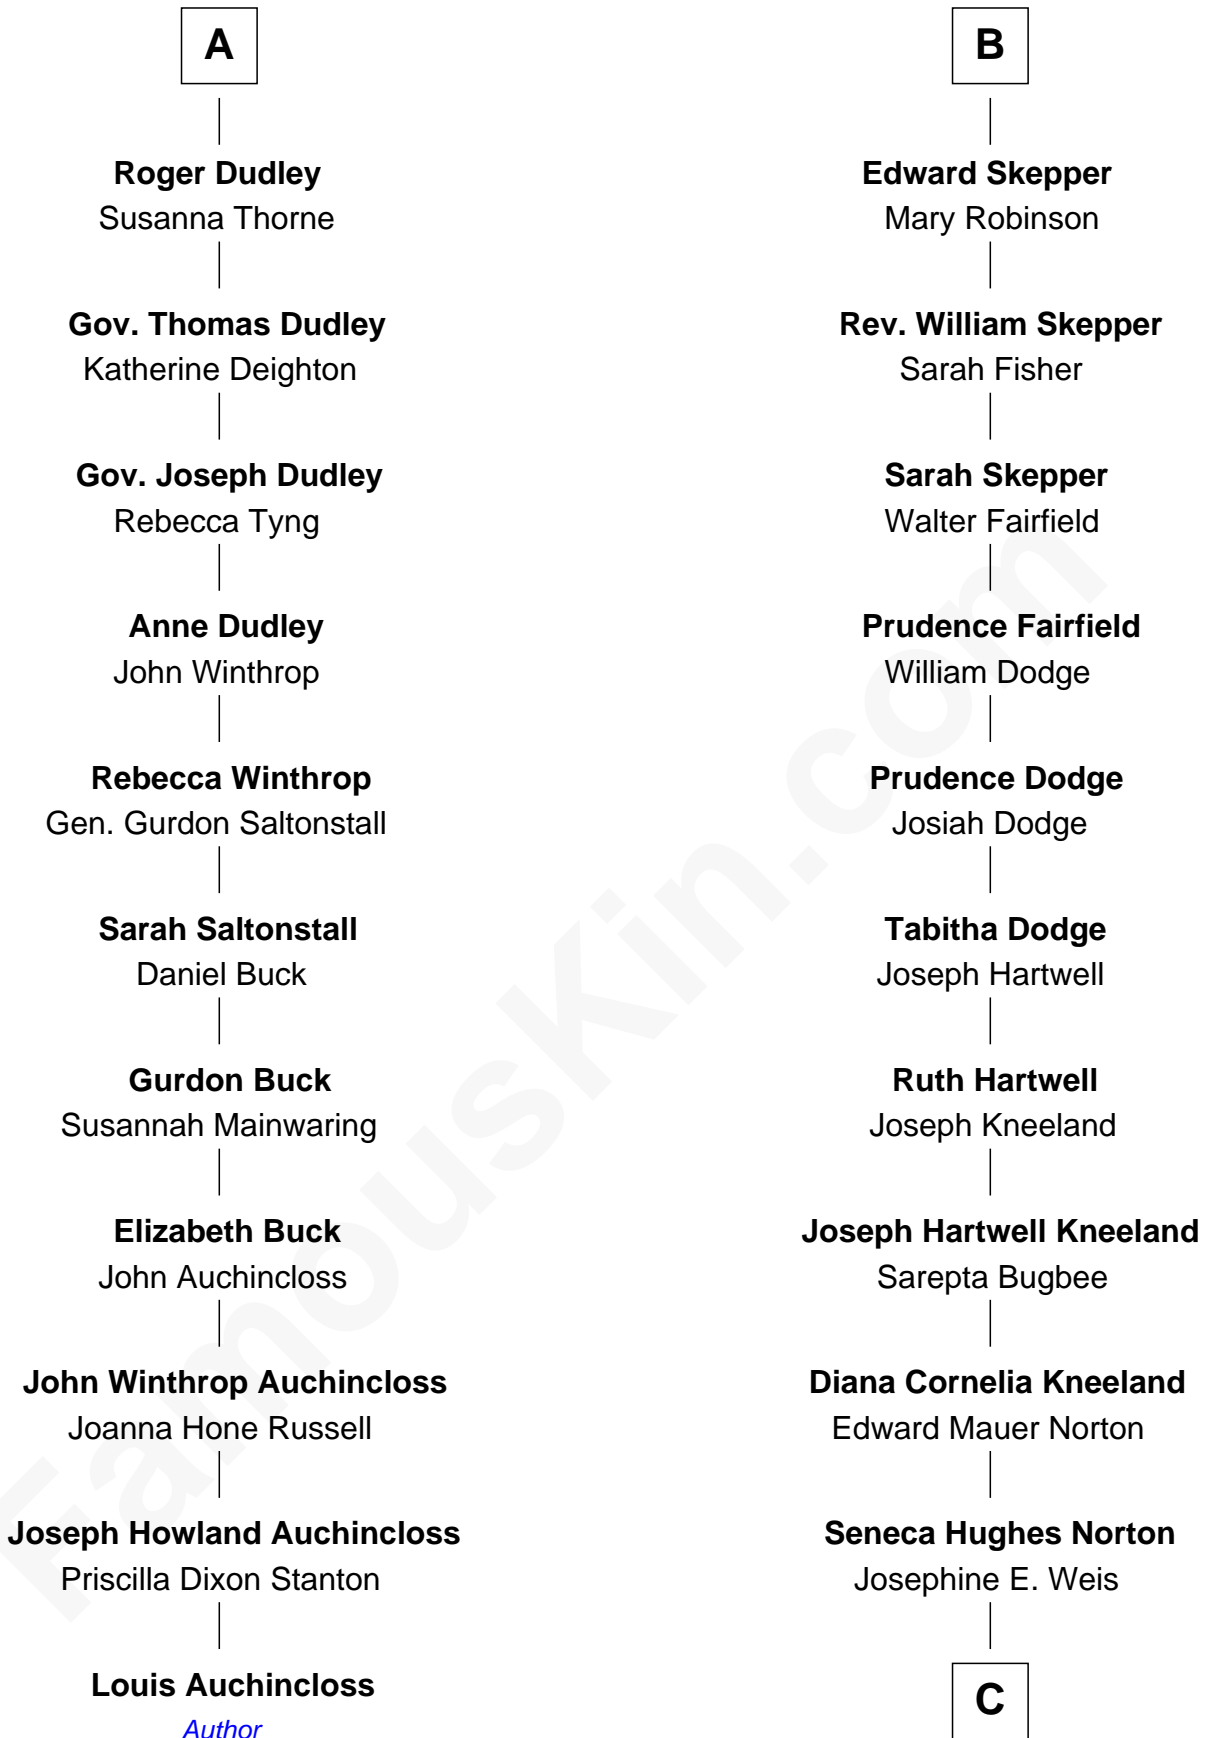 A
Roger Dudley
Susanna Thorne
Gov. Thomas Dudley
Katherine Deighton
Gov. Joseph Dudley
Rebecca Tyng
Anne Dudley
John Winthrop
Rebecca Winthrop
Gen. Gurdon Saltonstall
Sarah Saltonstall
Daniel Buck
Gurdon Buck
Susannah Mainwaring
Elizabeth Buck
John Auchincloss
John Winthrop Auchincloss
Joanna Hone Russell
Joseph Howland Auchincloss
Priscilla Dixon Stanton
Louis Auchincloss
Author
B
Edward Skepper
Mary Robinson
Rev. William Skepper
Sarah Fisher
Sarah Skepper
Walter Fairfield
Prudence Fairfield
William Dodge
Prudence Dodge
Josiah Dodge
Tabitha Dodge
Joseph Hartwell
Ruth Hartwell
Joseph Kneeland
Joseph Hartwell Kneeland
Sarepta Bugbee
Diana Cornelia Kneeland
Edward Mauer Norton
Seneca Hughes Norton
Josephine E. Weis
C
FamousKin.com